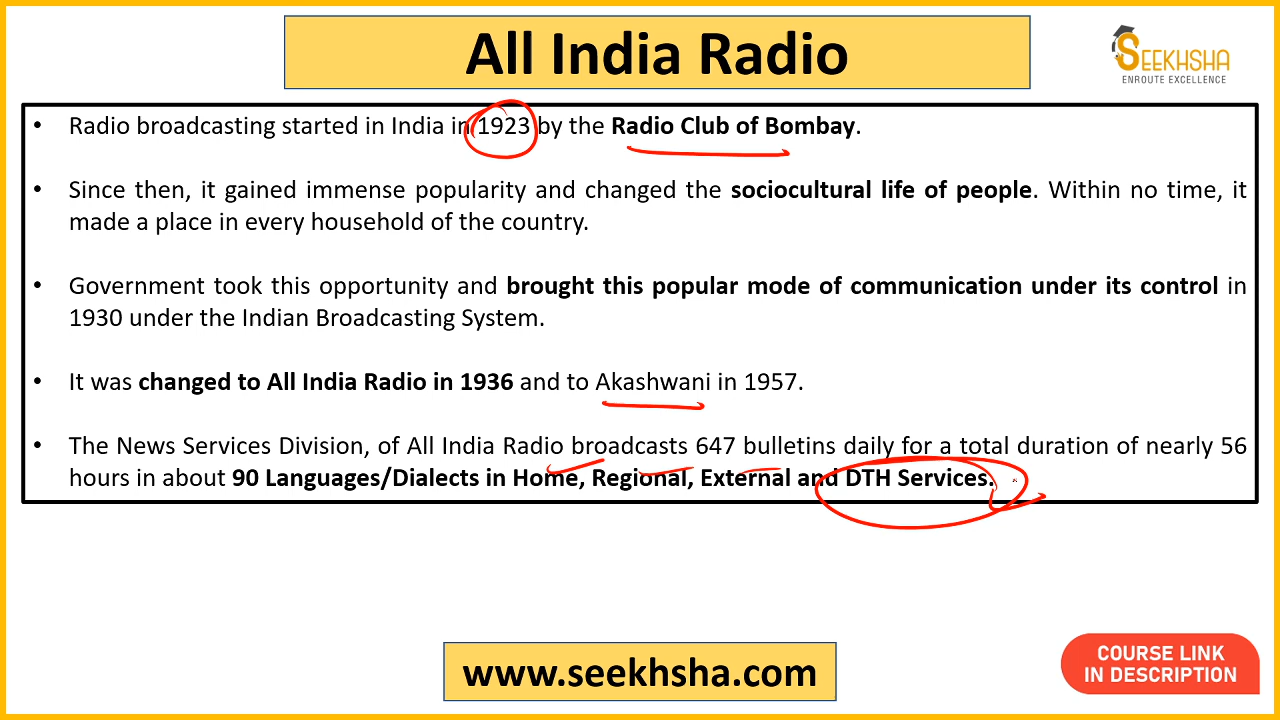 All India Radio
SEEKHSHA
ENROUTE EXCELLENCE
• Radio broadcasting started in India in 1923 by the Radio Club of Bombay.
• Since then, it gained immense popularity and changed the sociocultural life of people. Within no time, it
made a place in every household of the country.
• Government took this opportunity and brought this popular mode of communication under its control in
1930 under the Indian Broadcasting System.
• It was changed to All India Radio in 1936 and to Akashwani in 1957.
• The News Services Division, of All India Radio broadcasts 647 bulletins daily for a total duration of nearly 56
hours in about 90 Languages/Dialects in Home, Regional, External and DTH Services.
www.seekhsha.com
COURSE LINK
IN DESCRIPTION